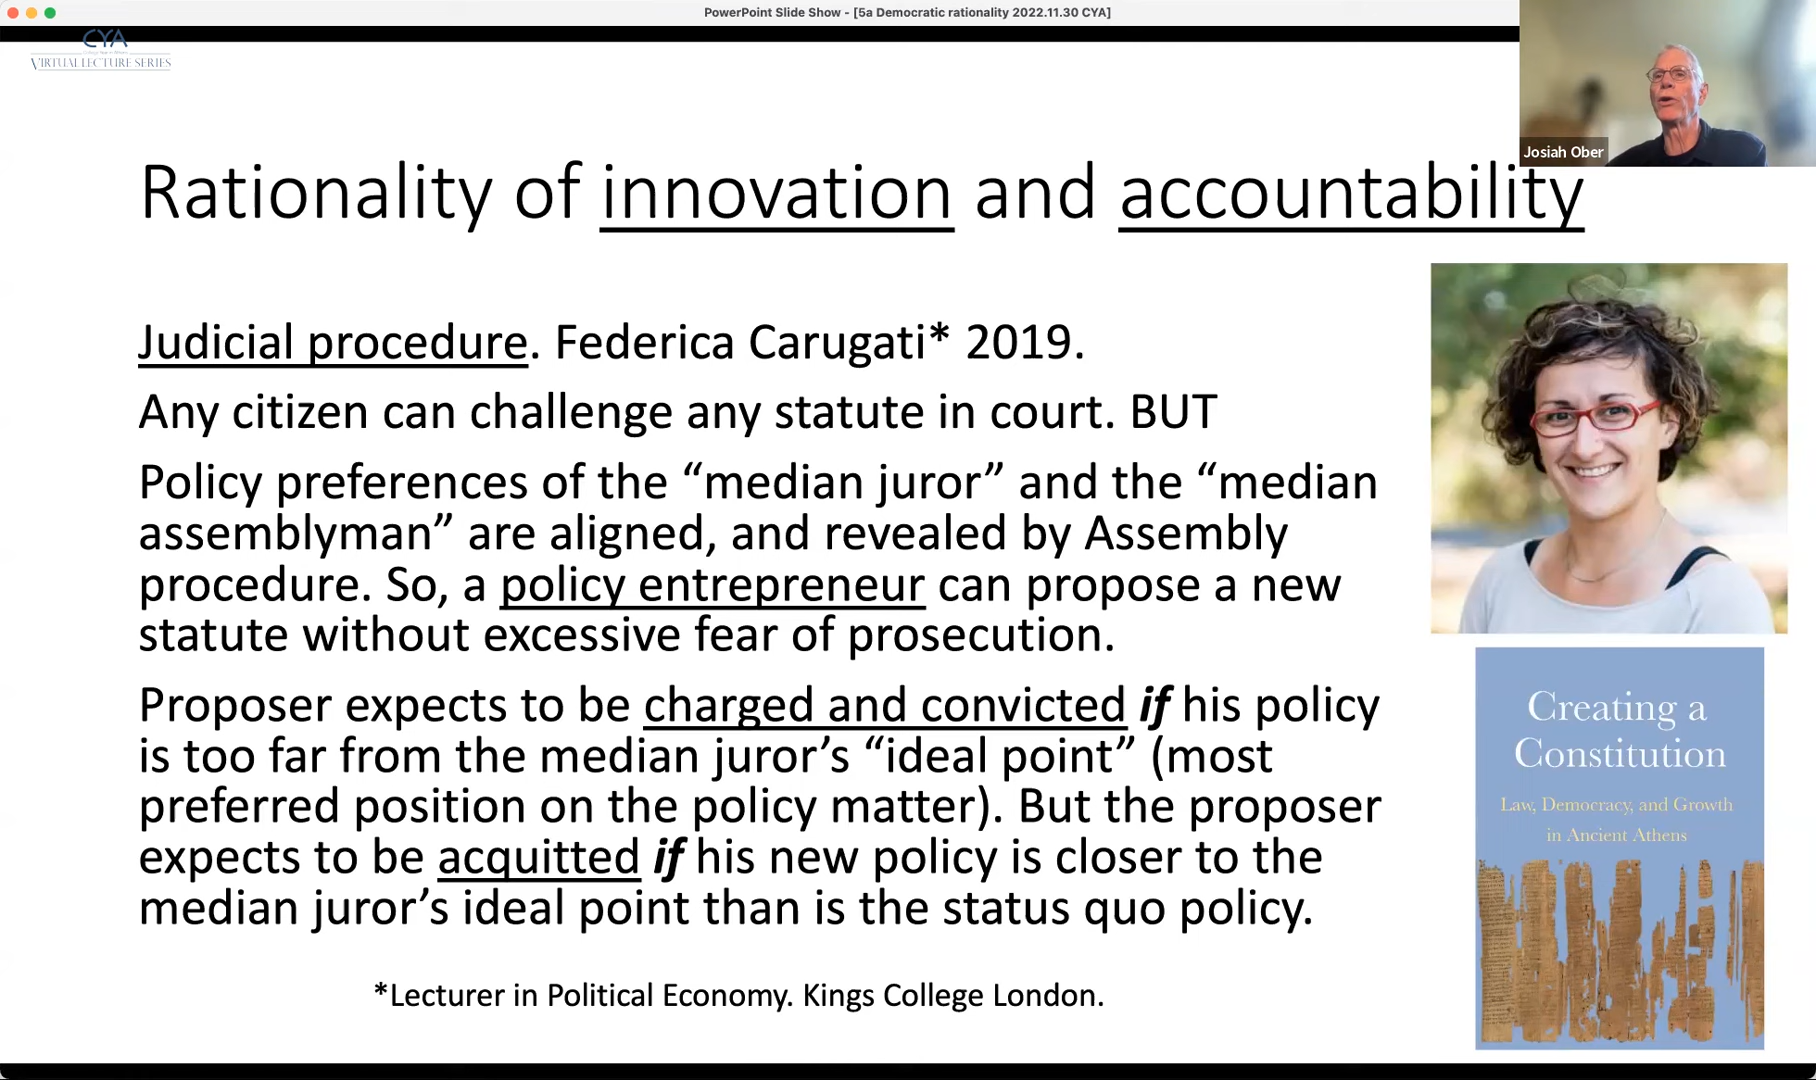 PowerPoint Slide Show - [5a Democratic rationality 2022.11.30 CYA]
CYA
VIRTUAL LECTURE SERIES
Josiah Ober
Rationality of innovation and accountability
Judicial procedure. Federica Carugati* 2019.
Any citizen can challenge any statute in court. BUT
Policy preferences of the “median juror” and the “median
assemblyman” are aligned, and revealed by Assembly
procedure. So, a policy entrepreneur can propose a new
statute without excessive fear of prosecution.
Proposer expects to be charged and convicted if his policy
is too far from the median juror’s “ideal point” (most
preferred position on the policy matter). But the proposer
expects to be acquitted if his new policy is closer to the
median juror’s ideal point than is the status quo policy.
*Lecturer in Political Economy. Kings College London.
Creating a
Constitution
Law, Democracy, and Growth
in Ancient Athens